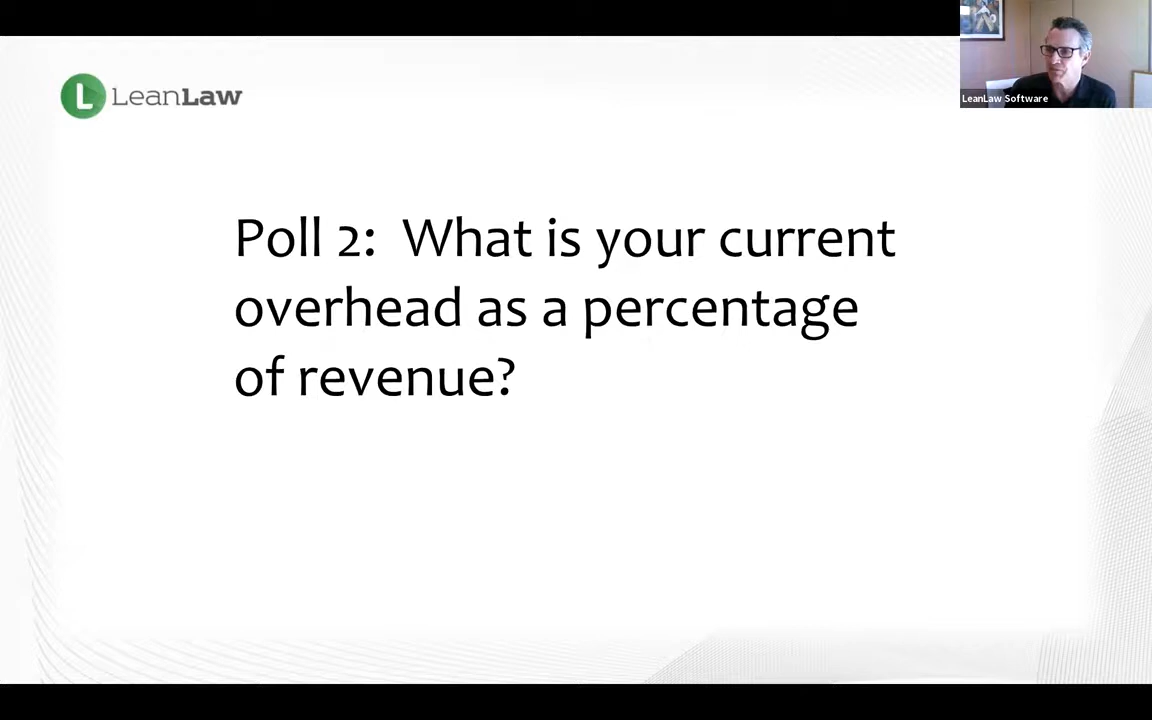 LeanLaw
LeanLaw Software
Poll 2:  What is your current
overhead as a percentage
of revenue?